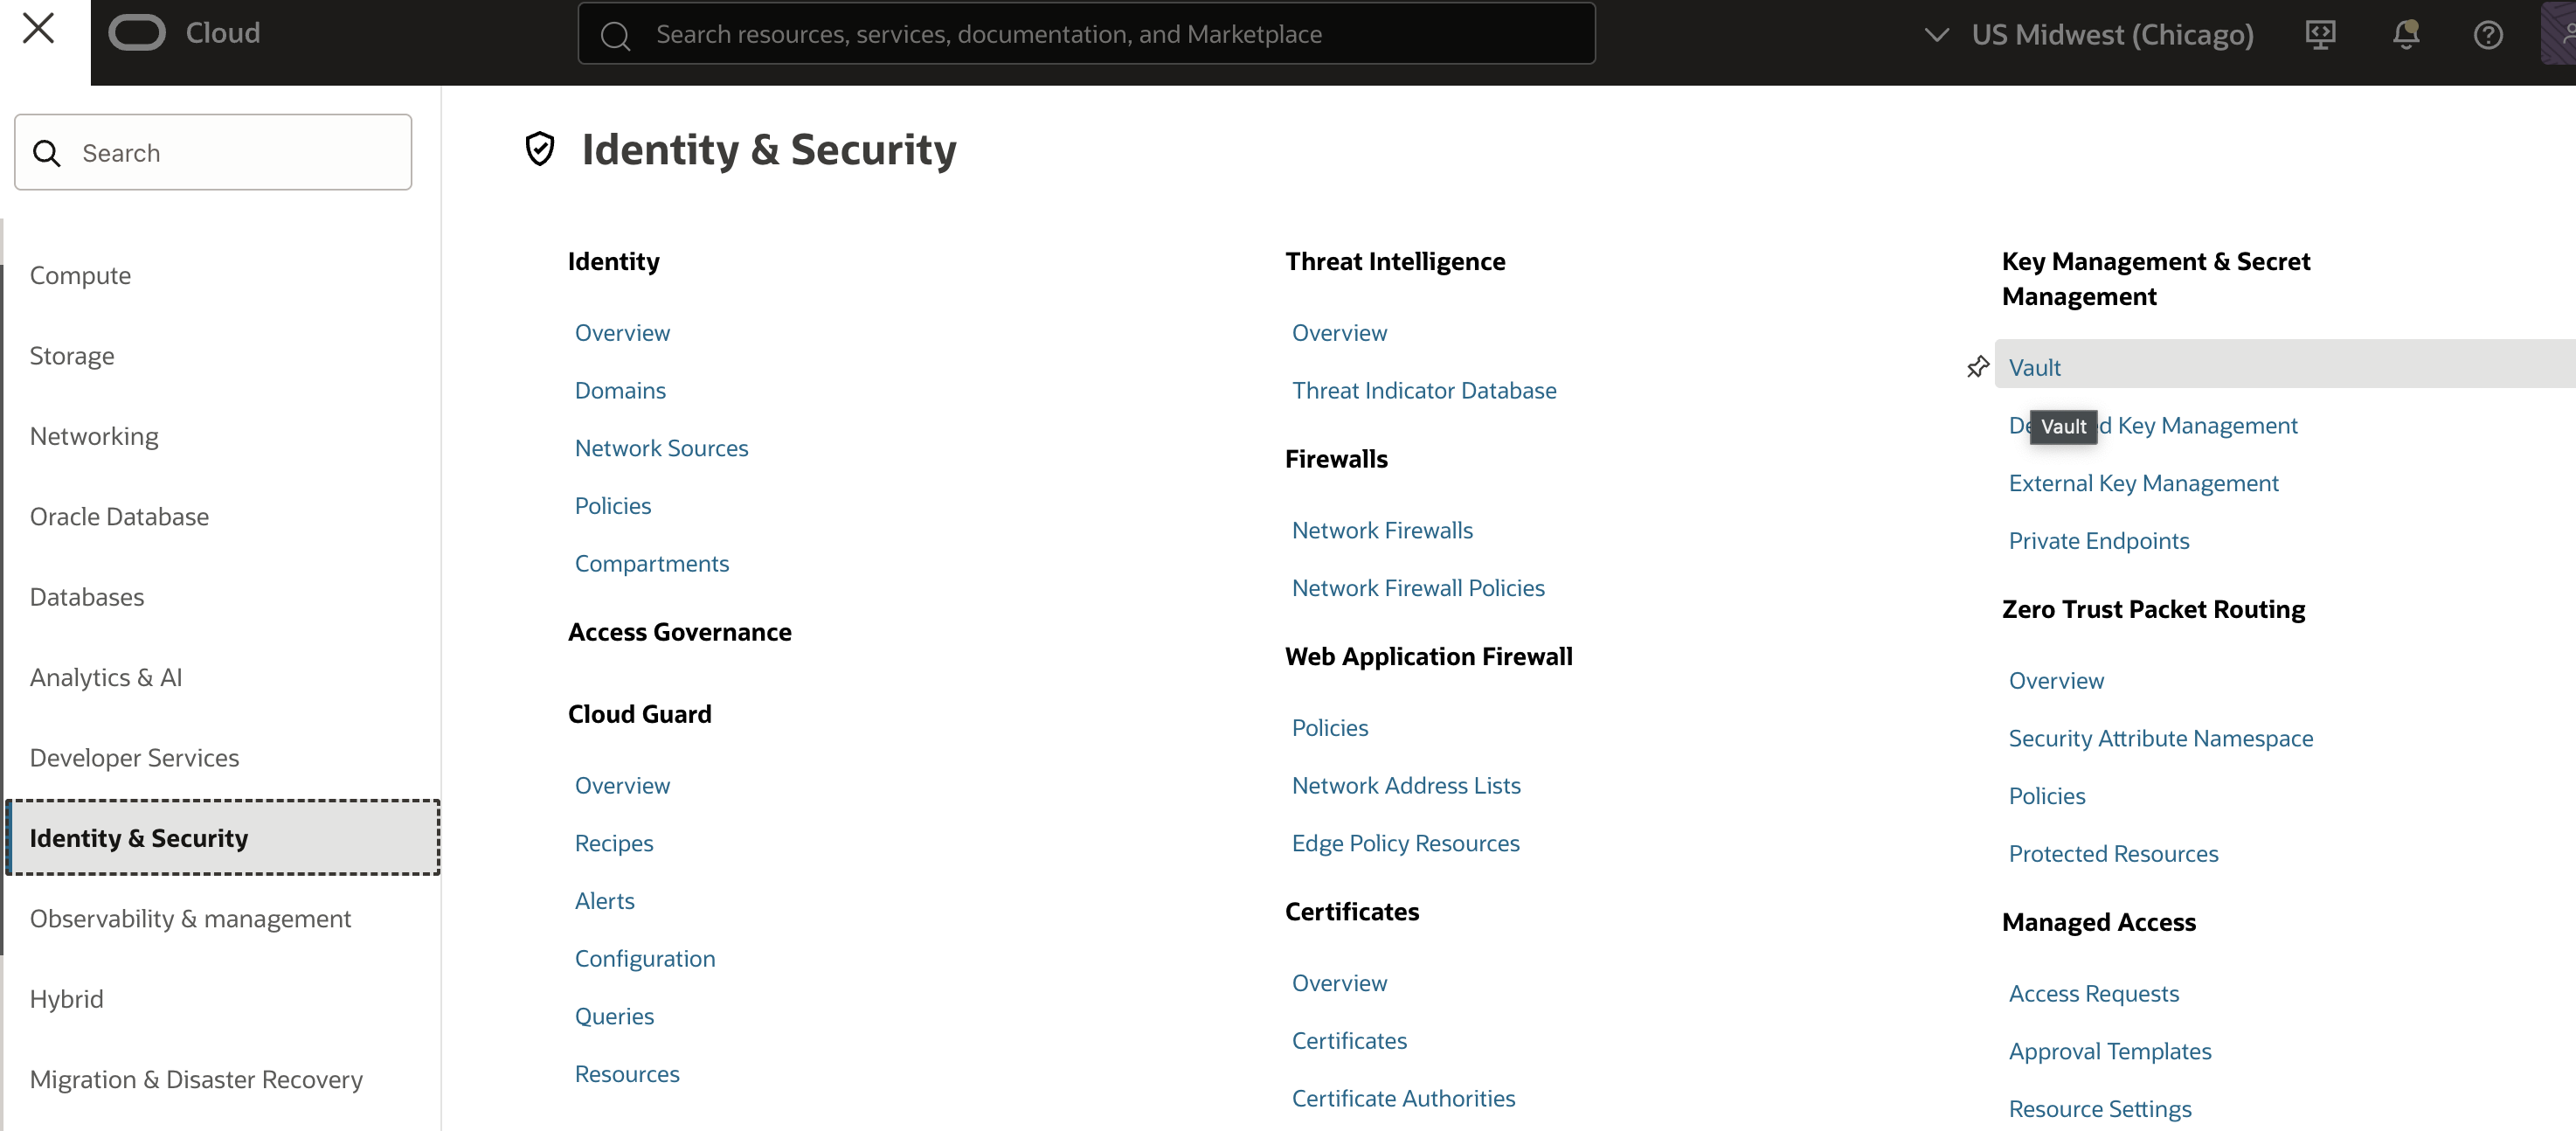 Cloud
Search resources, services, documentation, and Marketplace
US Midwest (Chicago)
Search
Compute
Storage
Networking
Oracle Database
Databases
Analytics & AI
Developer Services
Identity & Security
Observability & management
Hybrid
Migration & Disaster Recovery
Identity & Security
Identity
Overview
Domains
Network Sources
Policies
Compartments
Access Governance
Cloud Guard
Overview
Recipes
Alerts
Configuration
Queries
Resources
Threat Intelligence
Overview
Threat Indicator Database
Firewalls
Network Firewalls
Network Firewall Policies
Web Application Firewall
Policies
Network Address Lists
Edge Policy Resources
Certificates
Overview
Certificates
Certificate Authorities
Key Management & Secret
Management
Vault
Vault
Key Management
External Key Management
Private Endpoints
Zero Trust Packet Routing
Overview
Security Attribute Namespace
Policies
Protected Resources
Managed Access
Access Requests
Approval Templates
Resource Settings